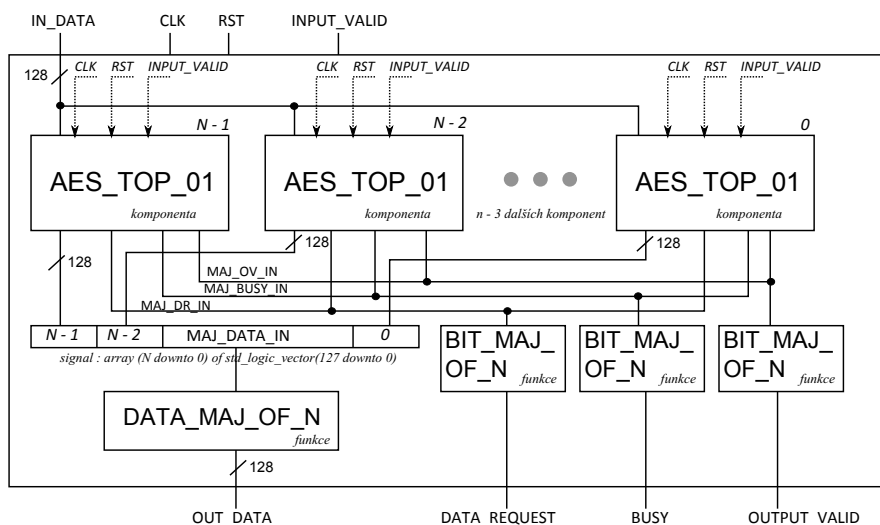 IN_DATA CLK RST INPUT_VALID
128 CLK RST INPUT_VALID CLK RST INPUT_VALID CLK RST INPUT_VALID
N - 1 N - 2 0
AES_TOP_01 AES_TOP_01 AES_TOP_01
komponenta komponenta n - 3 dalších komponent komponenta
128 128 128
MAJ_OV_IN
MAJ_BUSY_IN
MAJ_DR_IN
N - 1 N - 2 MAJ_DATA_IN 0
signal : array (N downto 0) of std_logic_vector(127 downto 0)
BIT_MAJ_ BIT_MAJ_ BIT_MAJ_
OF_N OF_N OF_N
funkce funkce funkce
DATA_MAJ_OF_N
funkce
128
OUT_DATA DATA_REQUEST BUSY OUTPUT_VALID